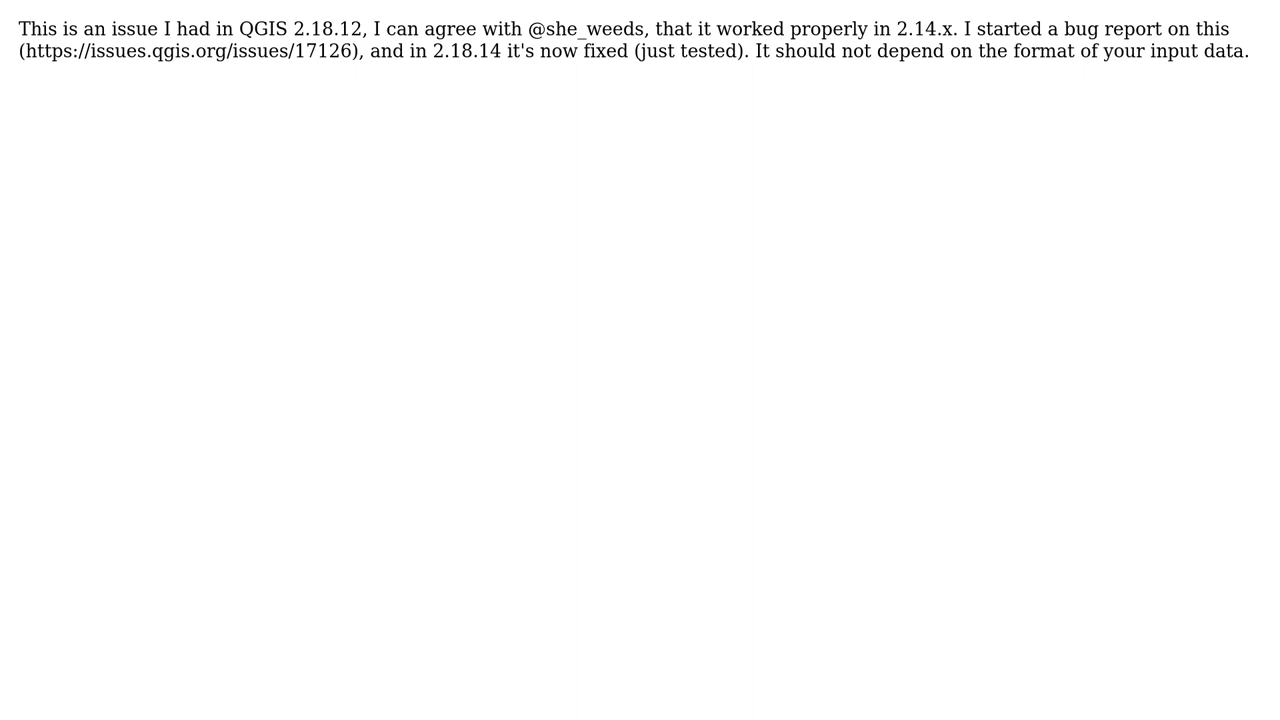 This is an issue I had in QGIS 2.18.12, I can agree with @she_weeds, that it worked properly in 2.14.x. I started a bug report on this
(https://issues.qgis.org/issues/17126), and in 2.18.14 it's now fixed (just tested). It should not depend on the format of your input data.